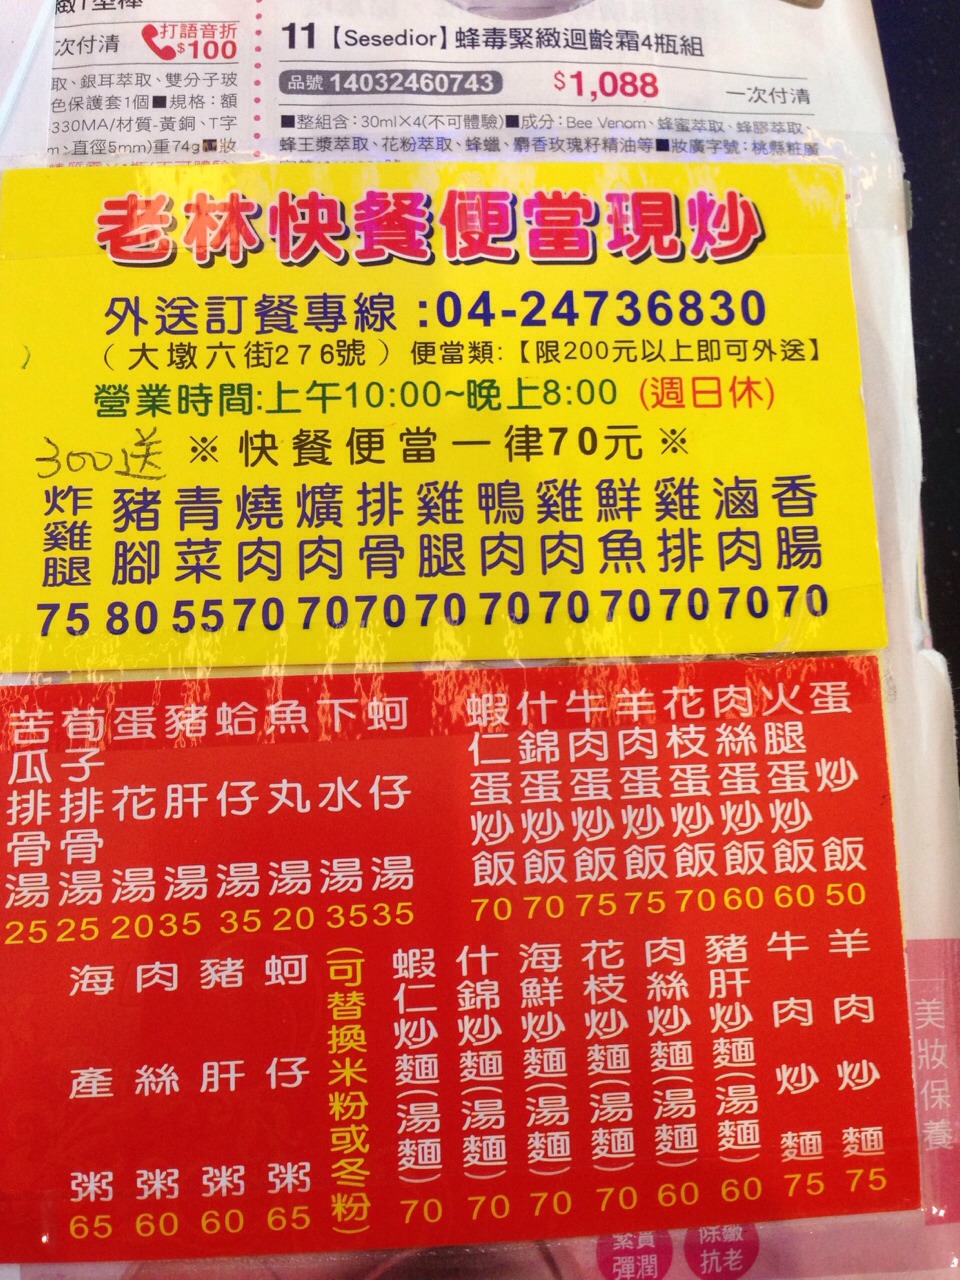 次付清
打語音折
$100
取、銀耳萃取、雙分子玻
色保護套1個■規格：額
330MA/材質-黃銅、T字
、直徑5mm)重74g
11【Sesedior】蜂毒緊緻迴齡霜4瓶組
品號 14032460743
$1,088
一次付清
■整組含：30ml×4(不可體驗)■成分：Bee Venom、蜂蜜萃取、蜂膠萃取、
蜂王漿萃取、花粉萃取、蜂蠟、麝香玫瑰籽精油等■妝廣字號：桃縣粧廣
老林快餐便當現炒
外送訂餐專線:04-24736830
（大墩六街276號）便當類:【限200元以上即可外送】
營業時間:上午10:00~晚上8:00 (週日休)
300送
※快餐便當一律70元※
炸雞腿 75
豬腳 80
青菜 55
燒肉 70
爌肉 70
排骨 70
雞腿 70
鴨肉 70
雞肉 70
鮮魚 70
雞排 70
滷肉 70
香腸 70
苦瓜排骨湯 25
荀子排骨湯 25
蛋花湯 20
豬肝湯 35
蛤仔湯 35
魚丸湯 20
下水湯 35
蚵仔湯 35
蝦仁蛋炒飯 70
什錦蛋炒飯 70
牛肉蛋炒飯 75
羊肉蛋炒飯 75
花枝蛋炒飯 70
肉絲蛋炒飯 60
火腿蛋炒飯 60
蛋炒飯 50
海產粥 65
肉絲粥 60
豬肝粥 60
蚵仔粥 65
(可替換米粉或冬粉)
蝦仁炒麵(湯麵) 70
什錦炒麵(湯麵) 70
海鮮炒麵(湯麵) 70
花枝炒麵(湯麵) 70
肉絲炒麵(湯麵) 60
豬肝炒麵(湯麵) 60
牛肉炒麵 75
羊肉炒麵 75
美妝保養
緊實
彈潤
除皺
抗老